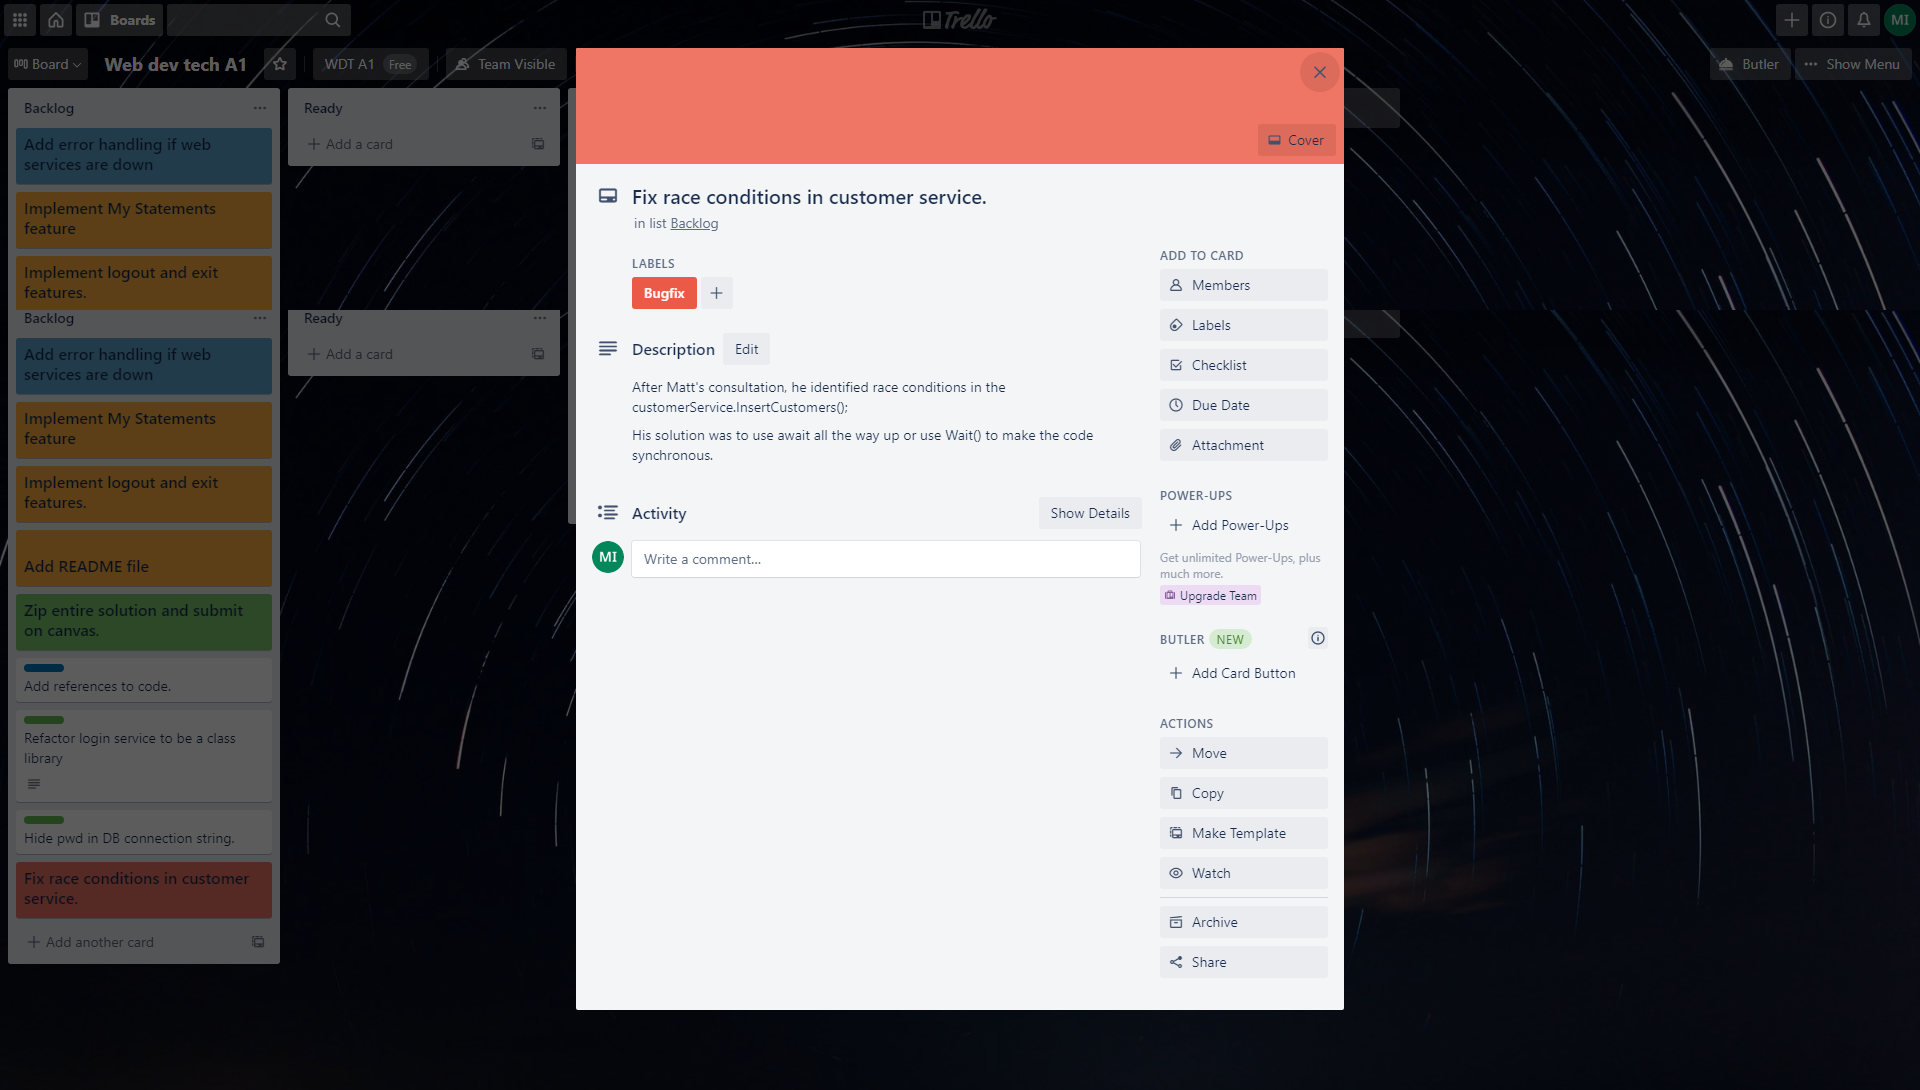 Boards
Trello
MI
Board
Web dev tech A1
WDT A1 Free
Team Visible
Butler
Show Menu
Backlog
Add error handling if web
services are down
Implement My Statements
feature
Implement logout and exit
features.
Ready
Add a card
Backlog
Add error handling if web
services are down
Implement My Statements
feature
Implement logout and exit
features.
Add README file
Zip entire solution and submit
on canvas.
Add references to code.
Refactor login service to be a class
library
Hide pwd in DB connection string.
Fix race conditions in customer
service.
Add another card
Ready
Add a card
Cover
Fix race conditions in customer service.
in list Backlog
LABELS
Bugfix
Description
Edit
After Matt's consultation, he identified race conditions in the
customerService.InsertCustomers();
His solution was to use await all the way up or use Wait() to make the code
synchronous.
Activity
Show Details
MI
Write a comment...
ADD TO CARD
Members
Labels
Checklist
Due Date
Attachment
POWER-UPS
Add Power-Ups
Get unlimited Power-Ups, plus
much more.
Upgrade Team
BUTLER NEW
Add Card Button
ACTIONS
Move
Copy
Make Template
Watch
Archive
Share